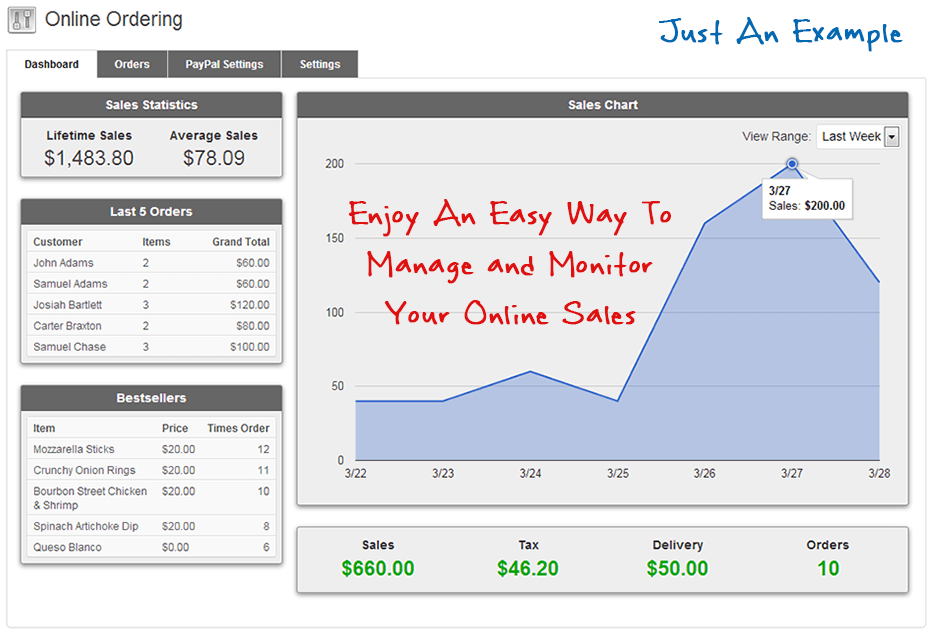 Online Ordering
Just An Example
Dashboard Orders PayPal Settings Settings
Sales Statistics
Lifetime Sales Average Sales
$1,483.80 $78.09
Last 5 Orders
Customer Items Grand Total
John Adams 2 $60.00
Samuel Adams 2 $60.00
Josiah Bartlett 3 $120.00
Carter Braxton 2 $80.00
Samuel Chase 3 $100.00
Bestsellers
Item Price Times Order
Mozzarella Sticks $20.00 12
Crunchy Onion Rings $20.00 11
Bourbon Street Chicken $20.00 10
& Shrimp
Spinach Artichoke Dip $20.00 8
Queso Blanco $0.00 6
Sales Chart
View Range: Last Week
200
3/27
Sales: $200.00
Enjoy An Easy Way To
150
Manage and Monitor
100
Your Online Sales
50
0
3/22 3/23 3/24 3/25 3/26 3/27 3/28
Sales Tax Delivery Orders
$660.00 $46.20 $50.00 10